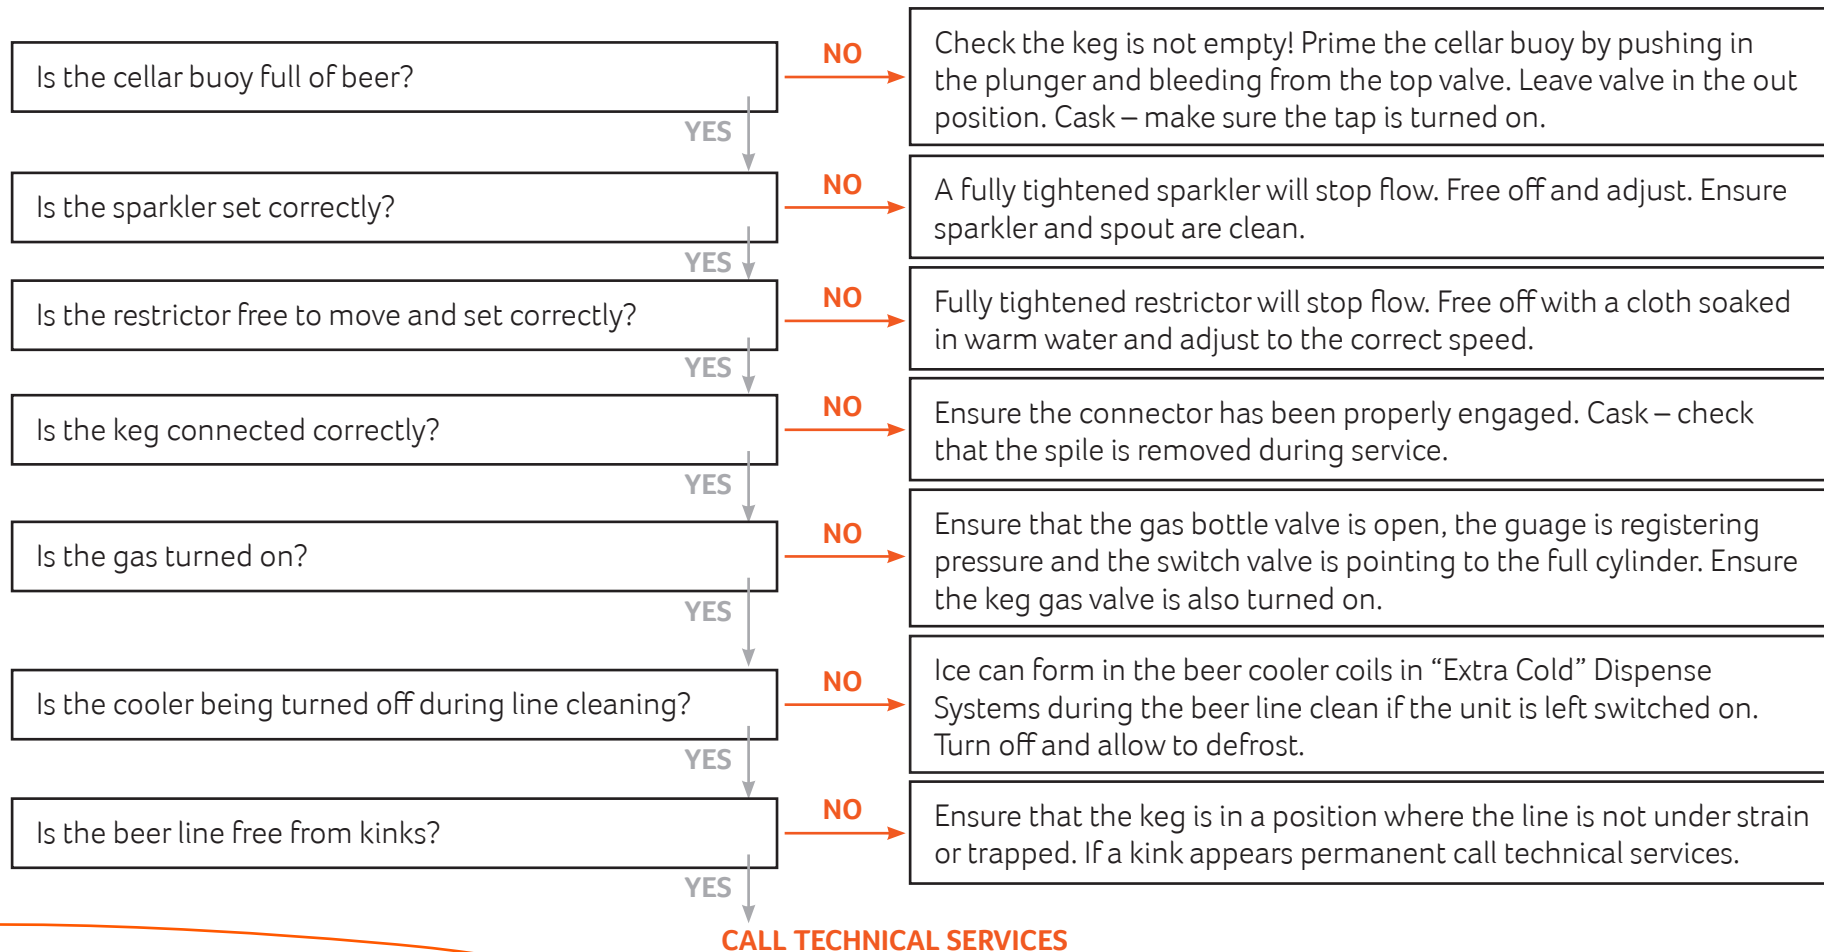 Is the cellar buoy full of beer?
NO
Check the keg is not empty! Prime the cellar buoy by pushing in
the plunger and bleeding from the top valve. Leave valve in the out
position. Cask – make sure the tap is turned on.
YES
Is the sparkler set correctly?
NO
A fully tightened sparkler will stop flow. Free off and adjust. Ensure
sparkler and spout are clean.
YES
Is the restrictor free to move and set correctly?
NO
Fully tightened restrictor will stop flow. Free off with a cloth soaked
in warm water and adjust to the correct speed.
YES
Is the keg connected correctly?
NO
Ensure the connector has been properly engaged. Cask – check
that the spile is removed during service.
YES
Is the gas turned on?
NO
Ensure that the gas bottle valve is open, the guage is registering
pressure and the switch valve is pointing to the full cylinder. Ensure
the keg gas valve is also turned on.
YES
Is the cooler being turned off during line cleaning?
NO
Ice can form in the beer cooler coils in “Extra Cold” Dispense
Systems during the beer line clean if the unit is left switched on.
Turn off and allow to defrost.
YES
Is the beer line free from kinks?
NO
Ensure that the keg is in a position where the line is not under strain
or trapped. If a kink appears permanent call technical services.
YES
CALL TECHNICAL SERVICES